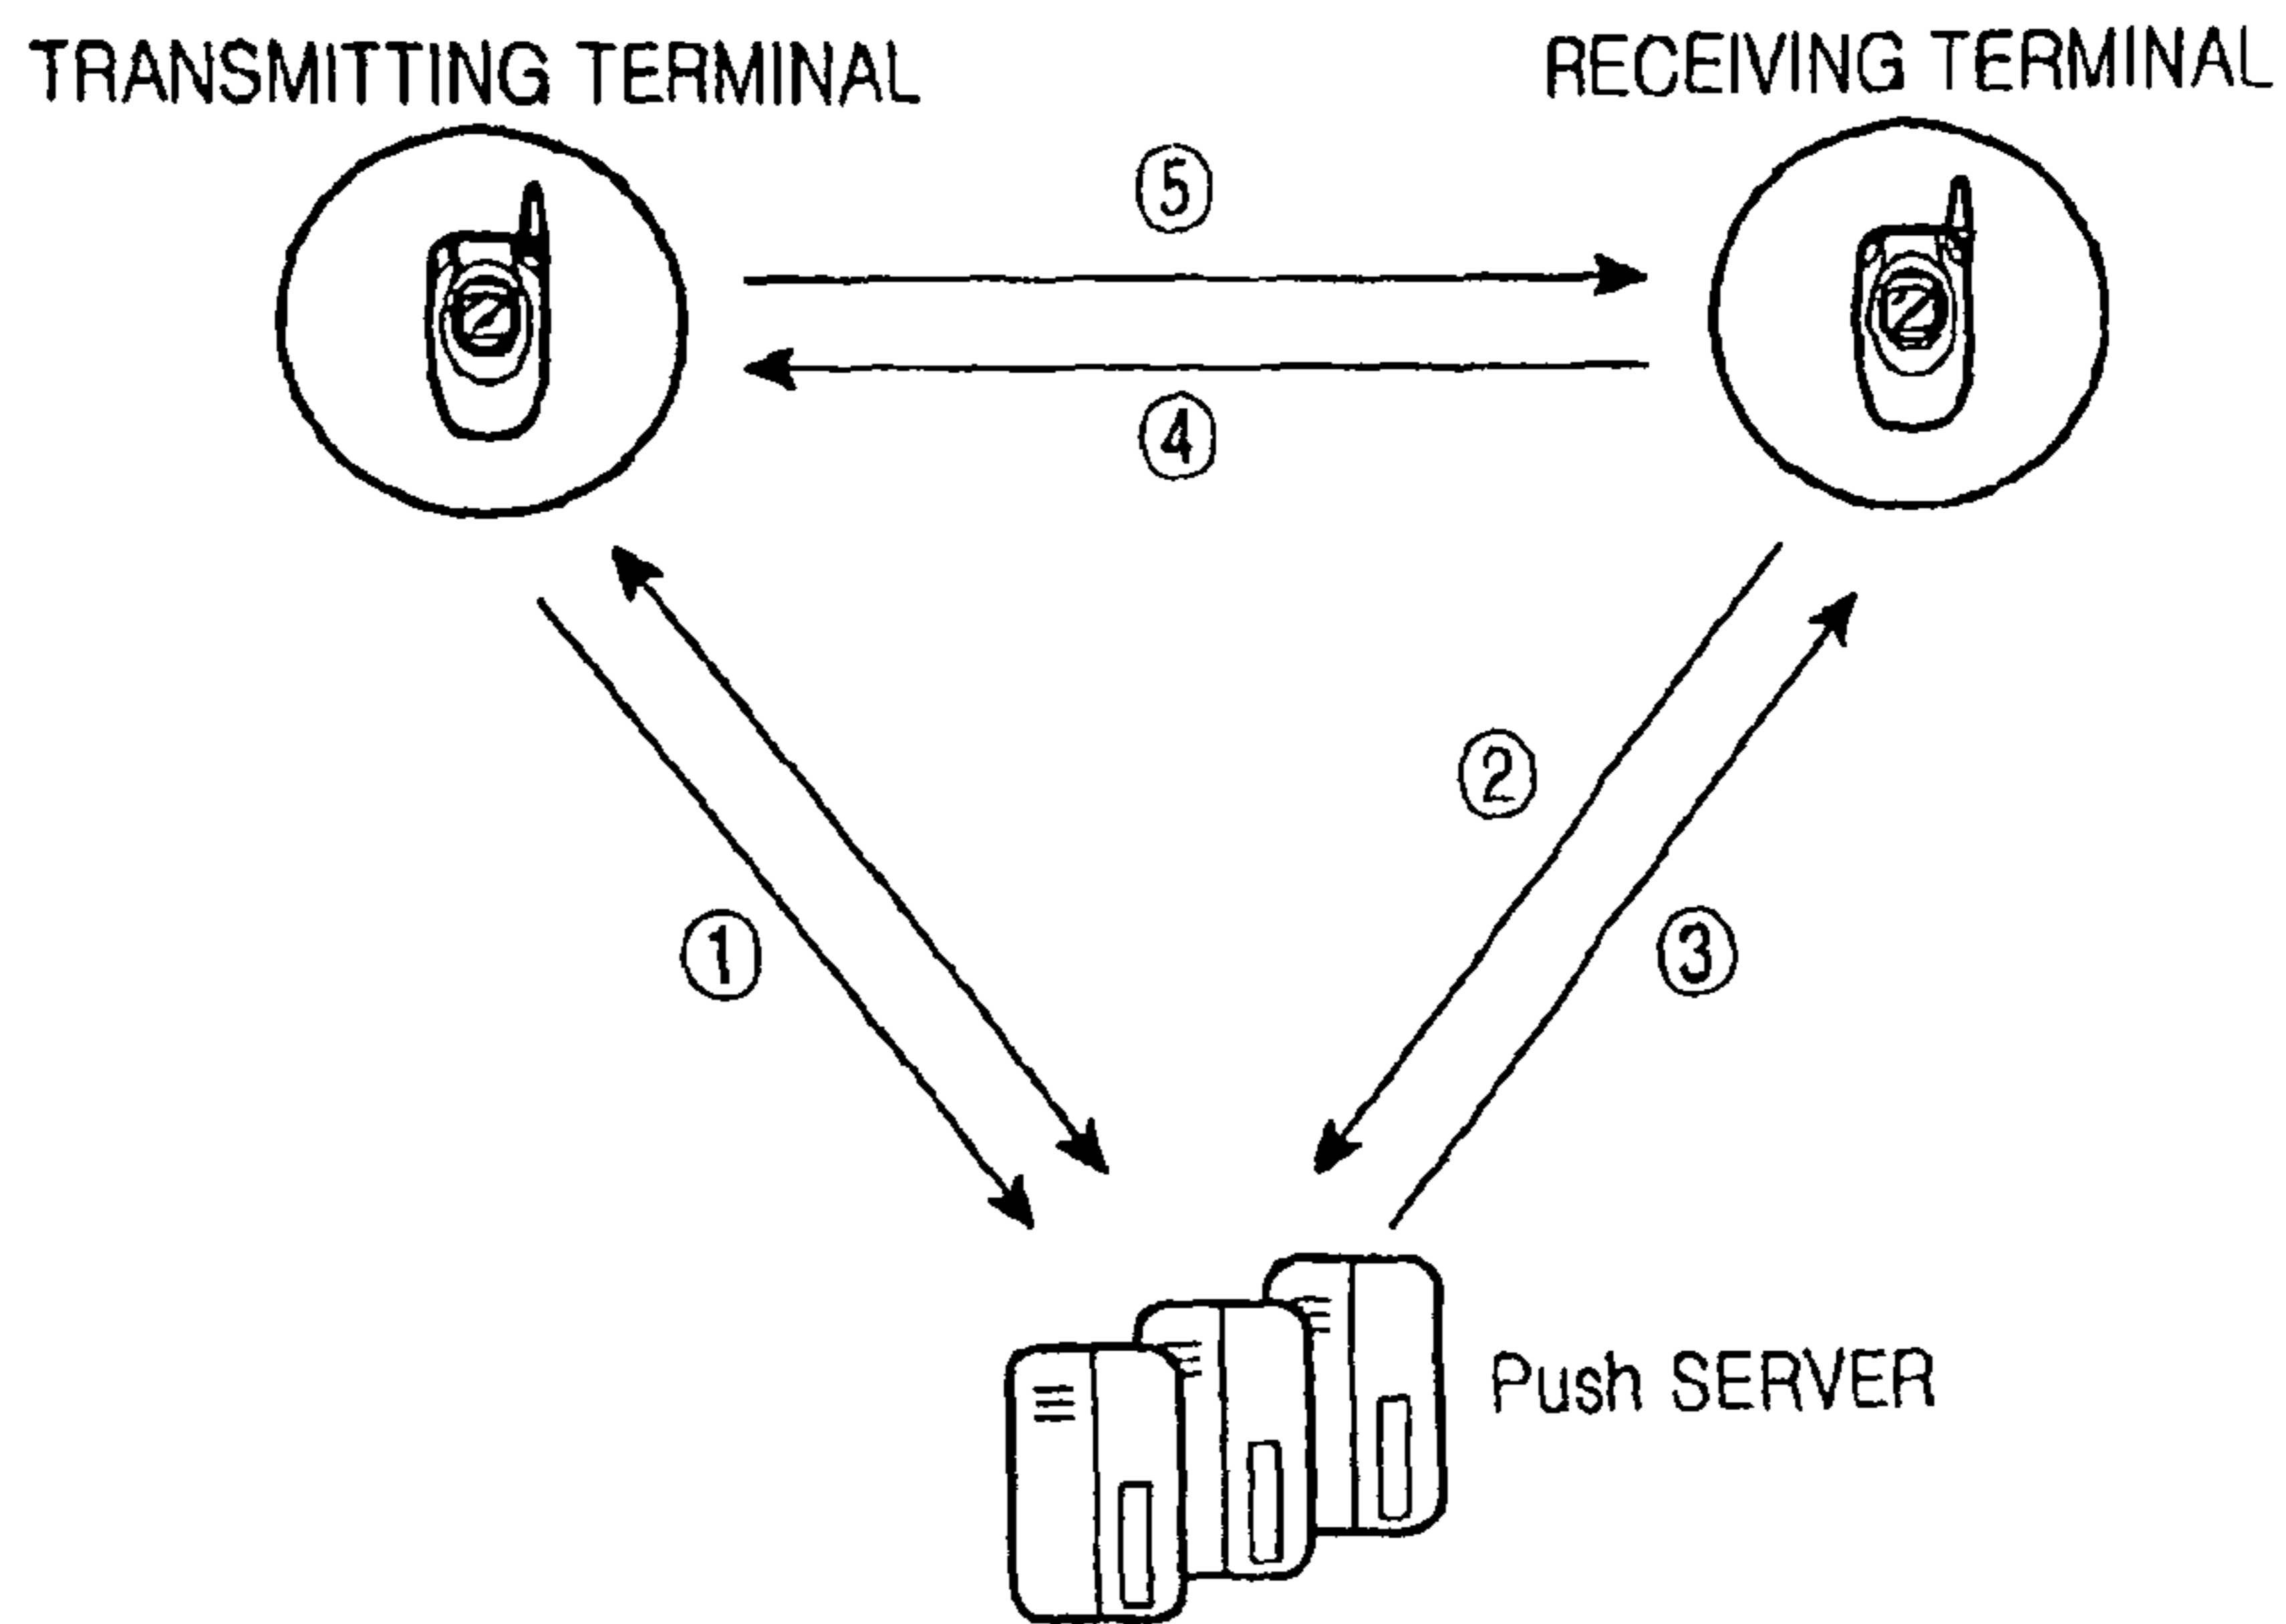 TRANSMITTING TERMINAL
RECEIVING TERMINAL
⑤
④
②
①
③
Push SERVER